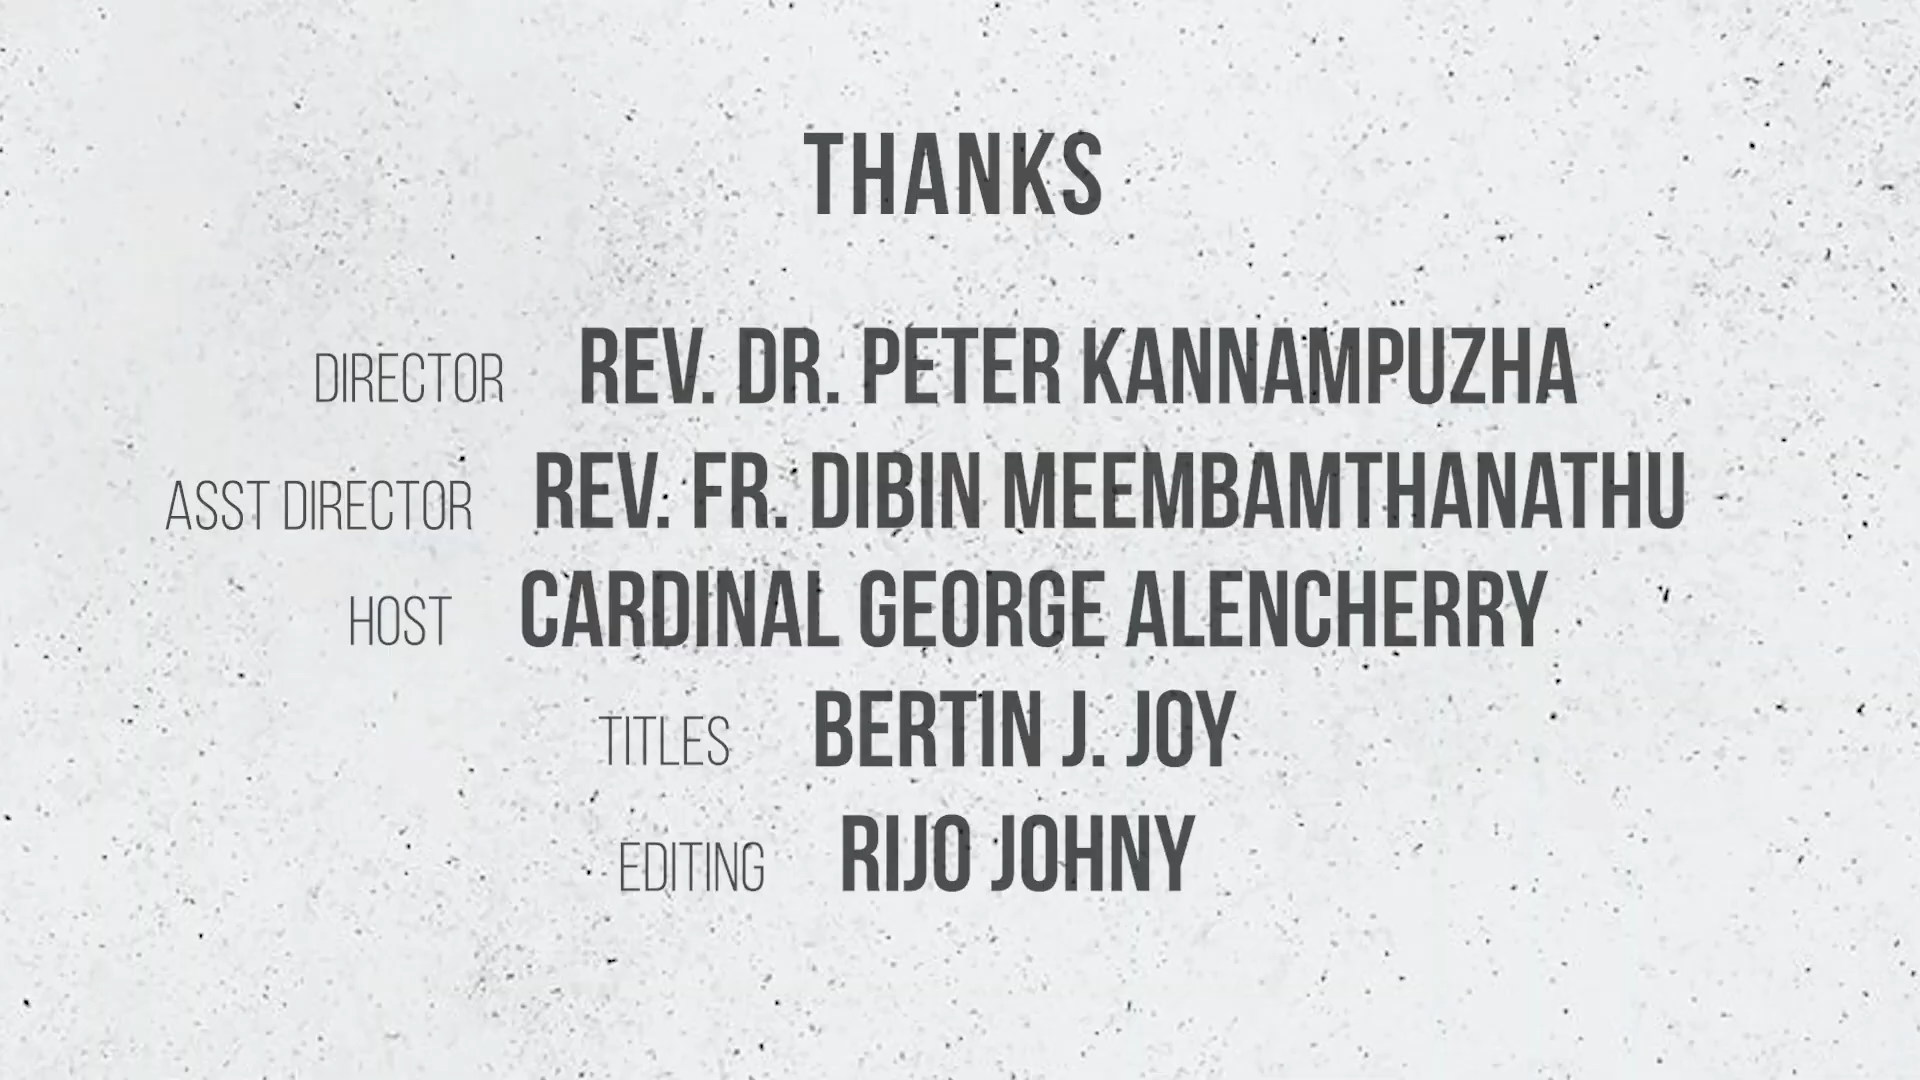 THANKS
DIRECTOR REV. DR. PETER KANNAMPUZHA
ASST DIRECTOR REV. FR. DIBIN MEEMBAMTHANATHU
HOST CARDINAL GEORGE ALENCHERRY
TITLES BERTIN J. JOY
EDITING RIJO JOHNY